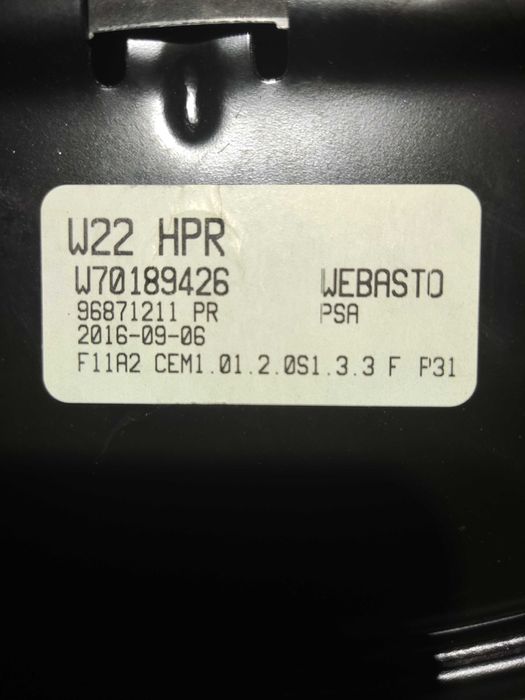 W22 HPR
W70189426 WEBASTO
96871211 PR PSA
2016-09-06
F11A2 CEM1.01.2.0S1.3.3 F P31